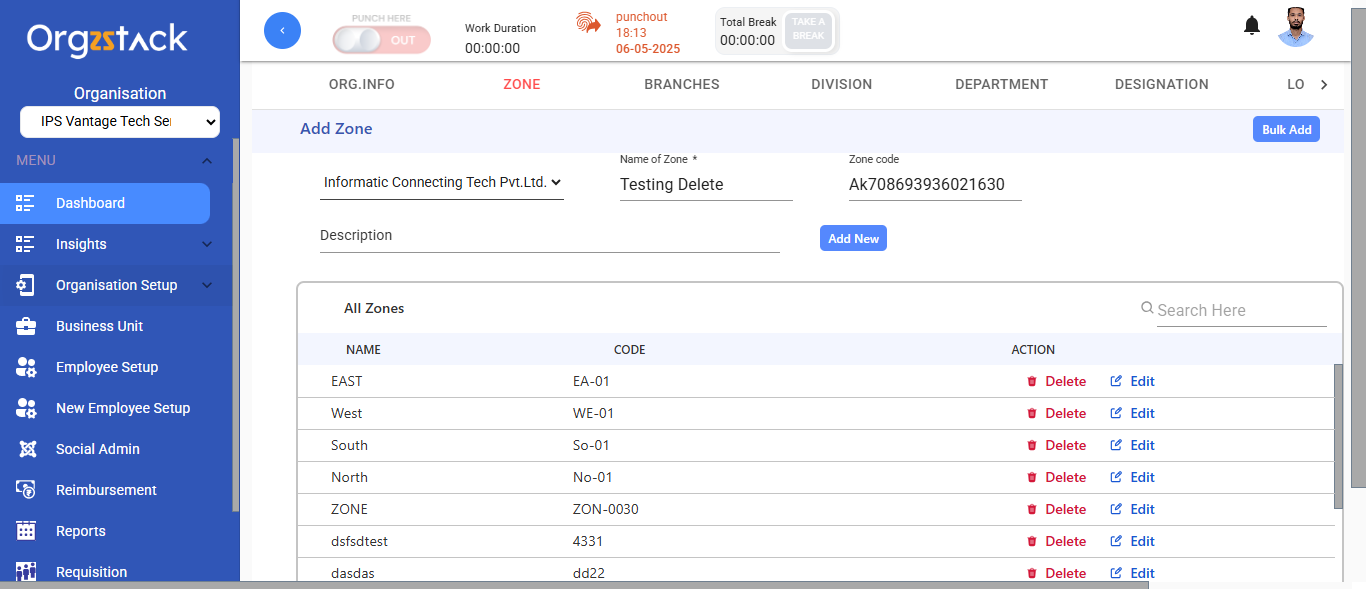 Orgzstack
Organisation
IPS Vantage Tech Ser
MENU
Dashboard
Insights
Organisation Setup
Business Unit
Employee Setup
New Employee Setup
Social Admin
Reimbursement
Reports
Requisition
PUNCH HERE
OUT
Work Duration
00:00:00
punchout
18:13
06-05-2025
Total Break
00:00:00
TAKE A
BREAK
ORG.INFO ZONE BRANCHES DIVISION DEPARTMENT DESIGNATION LO
Add Zone
Bulk Add
Informatic Connecting Tech Pvt.Ltd.
Name of Zone *
Testing Delete
Zone code
Ak708693936021630
Description
Add New
All Zones
Search Here
NAME CODE ACTION
EAST EA-01 Delete Edit
West WE-01 Delete Edit
South So-01 Delete Edit
North No-01 Delete Edit
ZONE ZON-0030 Delete Edit
dsfsdtest 4331 Delete Edit
dasdas dd22 Delete Edit